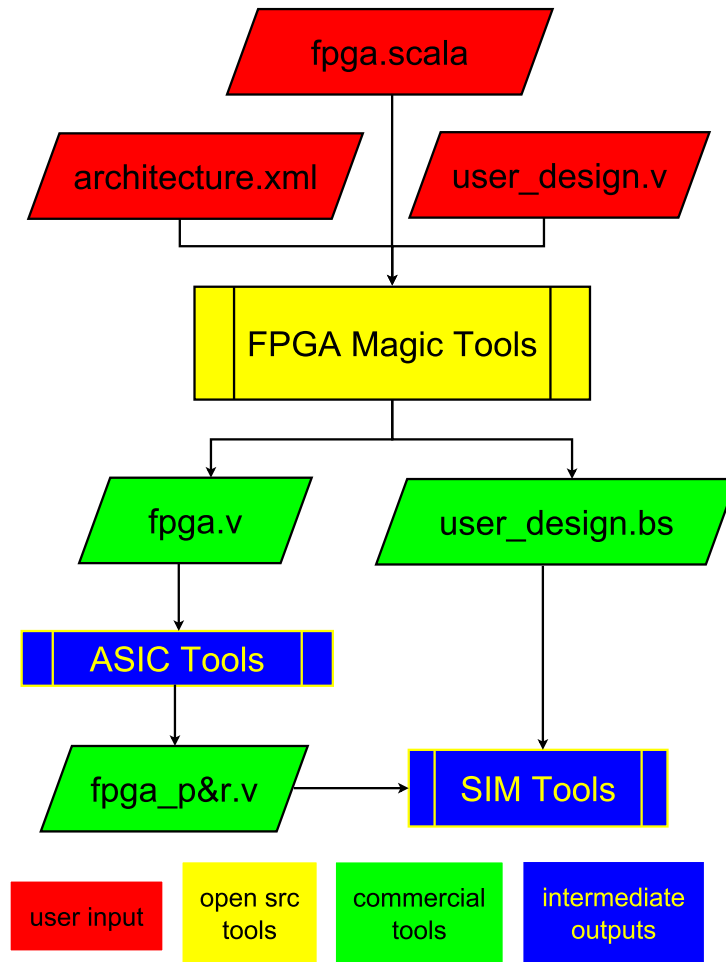 fpga.scala
architecture.xml
user_design.v
FPGA Magic Tools
fpga.v
user_design.bs
ASIC Tools
fpga_p&r.v
SIM Tools
user input
open src
tools
commercial
tools
intermediate
outputs